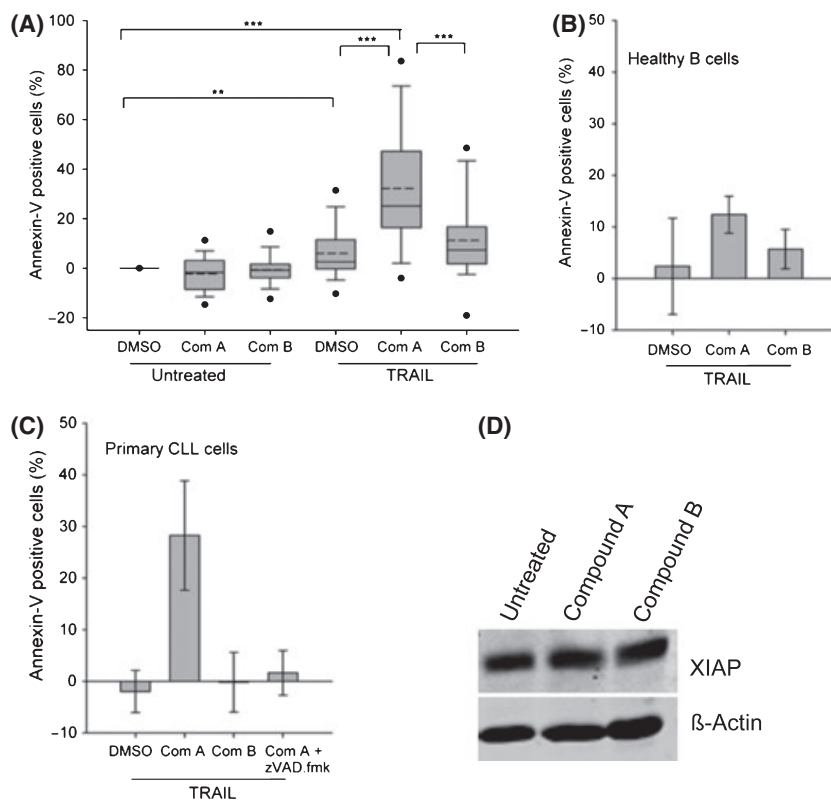 (A)
Annexin-V positive cells (%)
100
80
60
40
20
0
−20
***
***
***
**
DMSO Com A Com B DMSO Com A Com B
Untreated TRAIL
(B)
Annexin-V positive cells (%)
50
40
30
20
10
0
−10
Healthy B cells
DMSO Com A Com B
TRAIL
(C)
Annexin-V positive cells (%)
50
40
30
20
10
0
−10
Primary CLL cells
DMSO Com A Com B Com A +
zVAD.fmk
TRAIL
(D)
Untreated
Compound A
Compound B
XIAP
ß-Actin